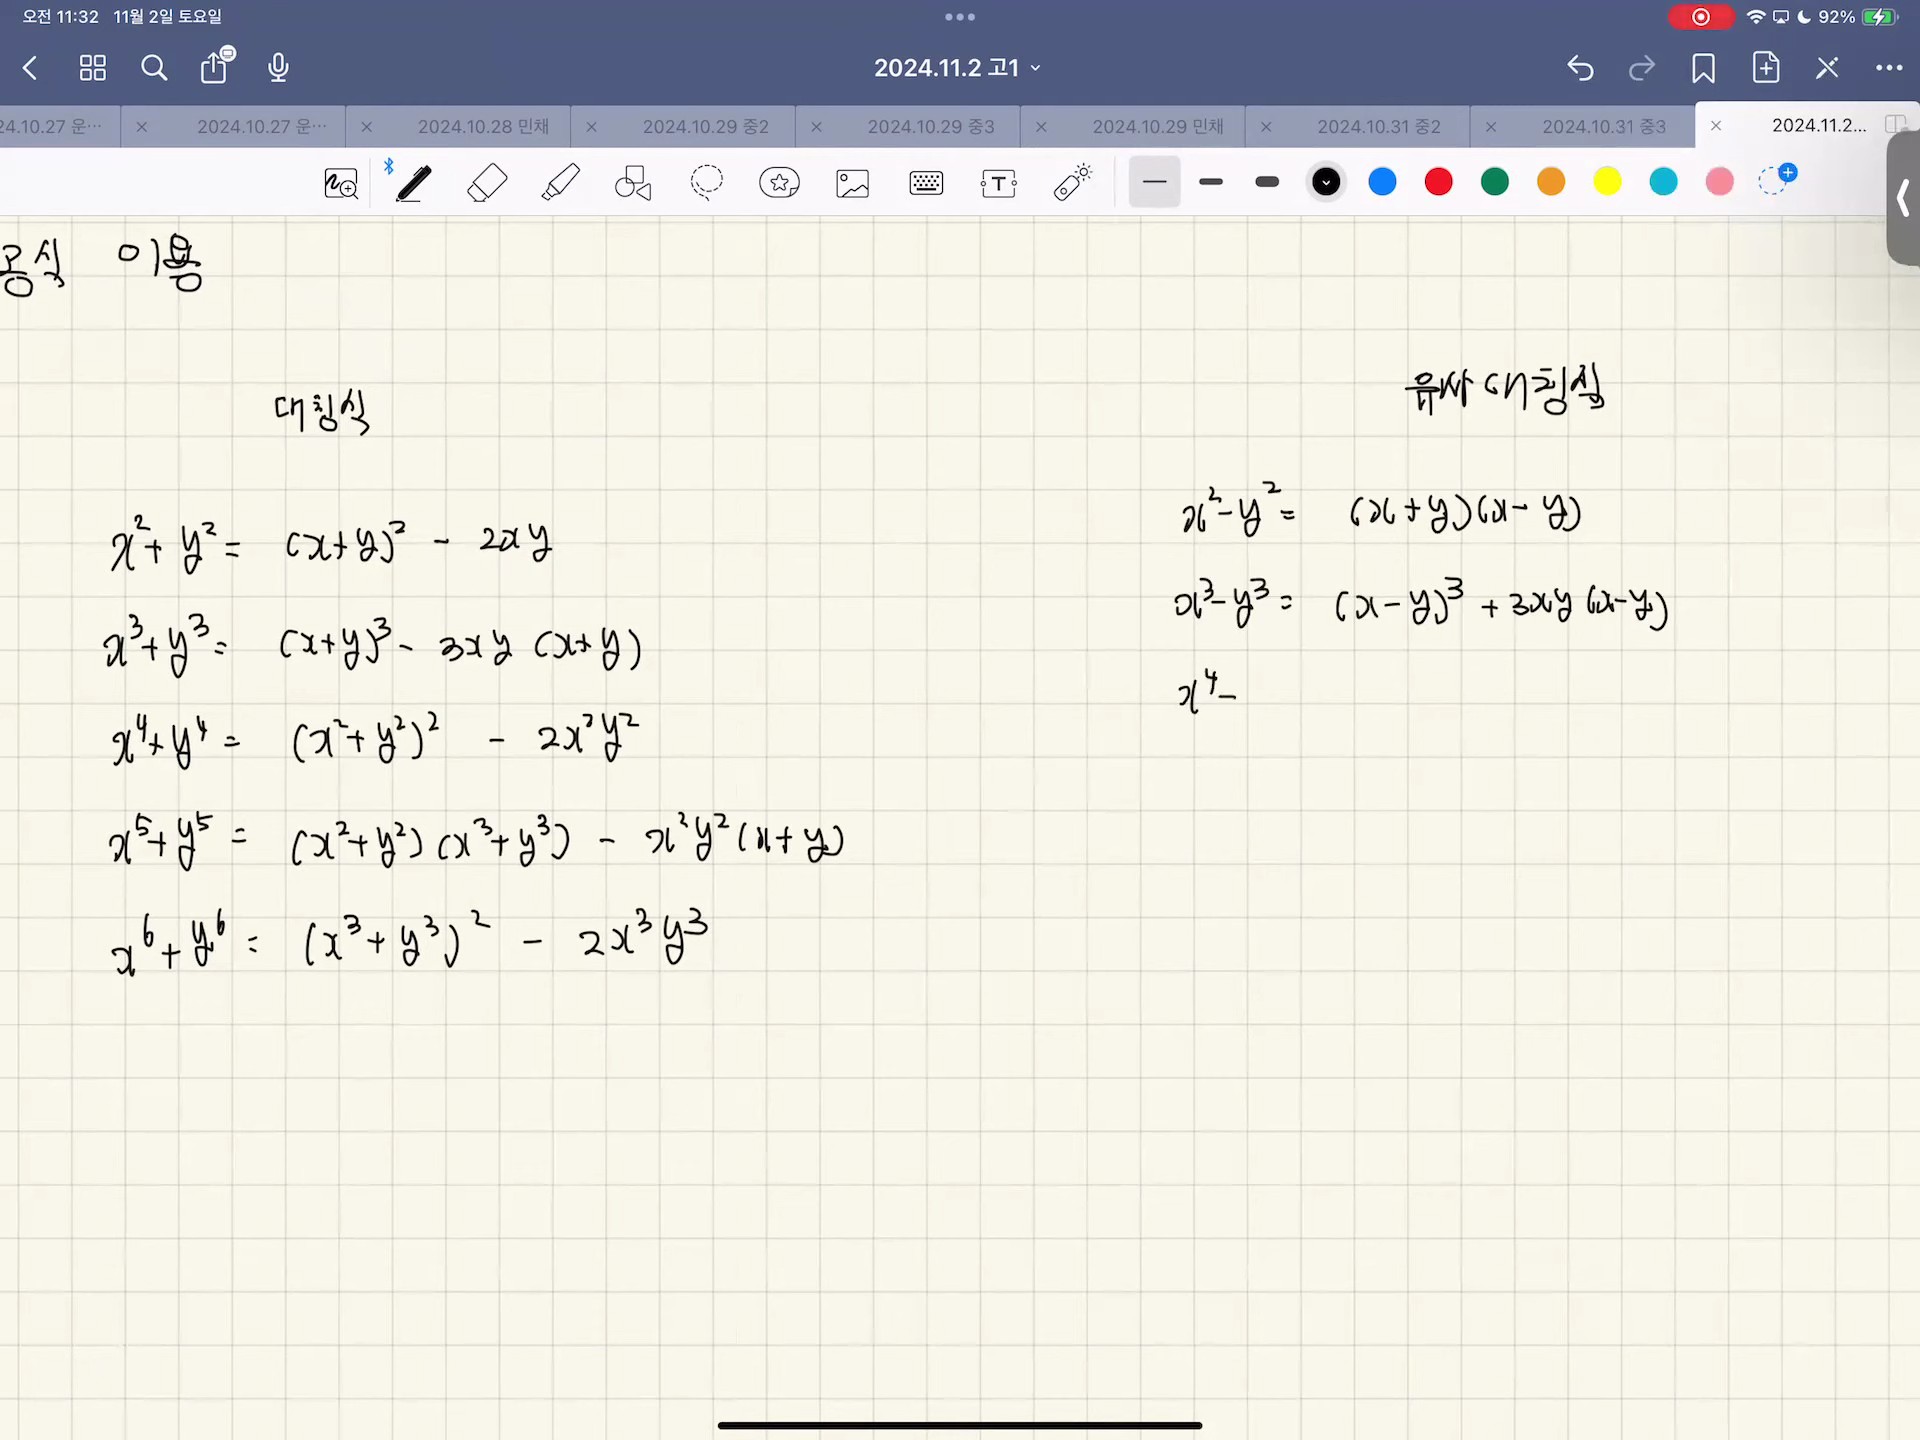 오전 11:32 11월 2일 토요일
92%
2024.11.2 고1
24.10.27 운… 2024.10.27 운… 2024.10.28 민채 2024.10.29 중2 2024.10.29 중3 2024.10.29 민채 2024.10.31 중2 2024.10.31 중3 2024.11.2...
공식 이용
대칭식
x²+y²= (x+y)² - 2xy
x³+y³= (x+y)³ - 3xy (x+y)
x⁴+y⁴ = (x²+y²)² - 2x²y²
x⁵+y⁵ = (x²+y²)(x³+y³) - x²y²(x+y)
x⁶+y⁶ = (x³+y³)² - 2x³y³
유사대칭식
x²-y²= (x+y)(x-y)
x³-y³= (x-y)³ +3xy(x-y)
x⁴-